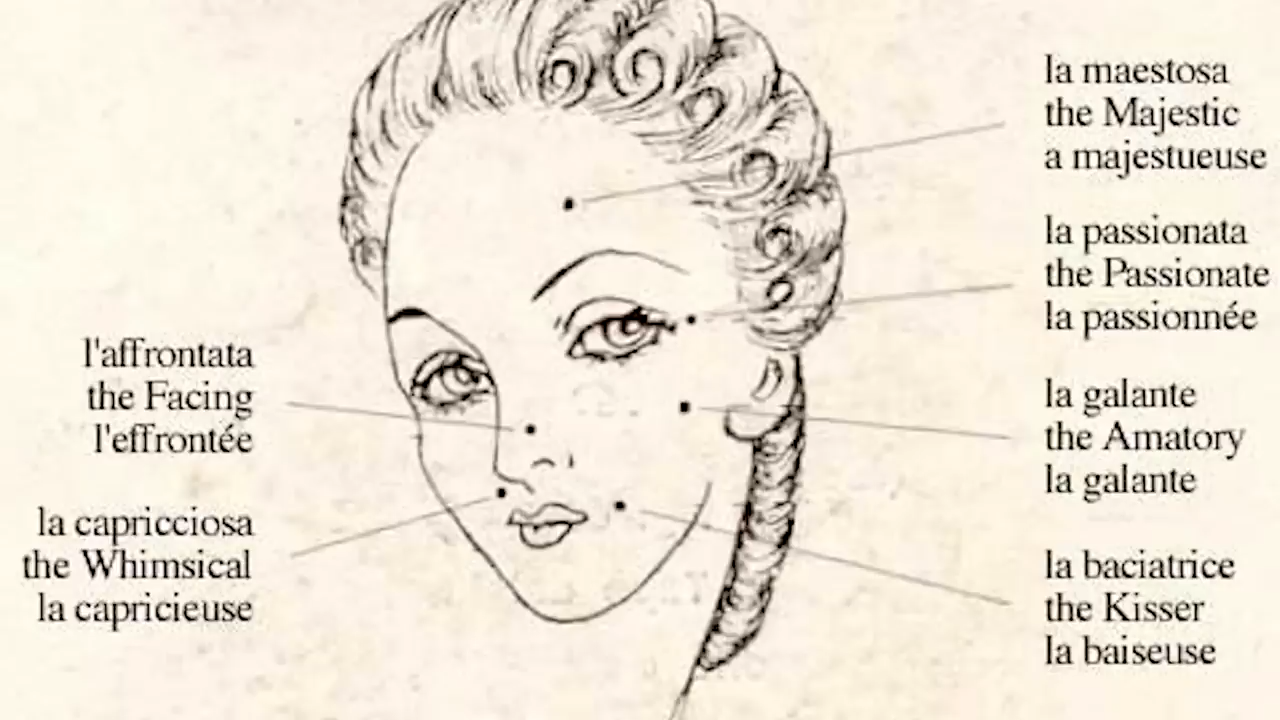 la maestosa
the Majestic
a majestueuse
la passionata
the Passionate
la passionnée
l'affrontata
the Facing
l'effrontée
la galante
the Amatory
la galante
la capricciosa
the Whimsical
la capricieuse
la baciatrice
the Kisser
la baiseuse